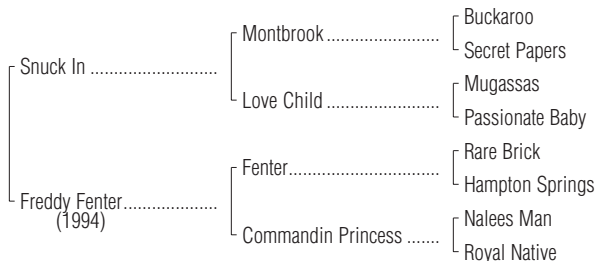 Buckaroo
Montbrook ........................
Secret Papers
Snuck In ...........................
Mugassas
Love Child ........................
Passionate Baby
Rare Brick
Fenter................................
Hampton Springs
Freddy Fenter....................
(1994)
Nalees Man
Commandin Princess .......
Royal Native